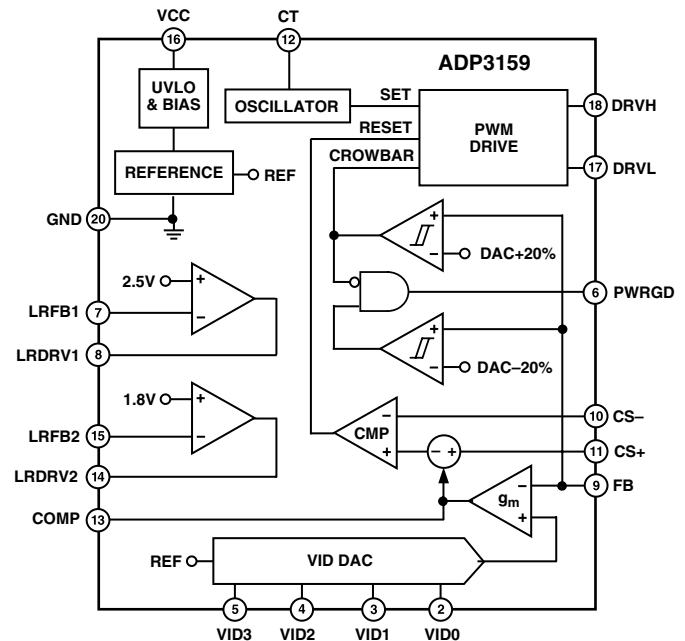 VCC CT
16 12
ADP3159
UVLO
& BIAS
OSCILLATOR
SET
RESET
CROWBAR
PWM
DRIVE
18 DRVH
17 DRVL
REFERENCE
REF
GND 20
+
−
DAC+20%
2.5V
+
−
LRFB1 7
LRDRV1 8
6 PWRGD
+
−
DAC−20%
1.8V
+
−
LRFB2 15
LRDRV2 14
CMP
−
+
− +
10 CS−
11 CS+
9 FB
gm
−
+
COMP 13
REF
VID DAC
5 4 3 2
VID3 VID2 VID1 VID0